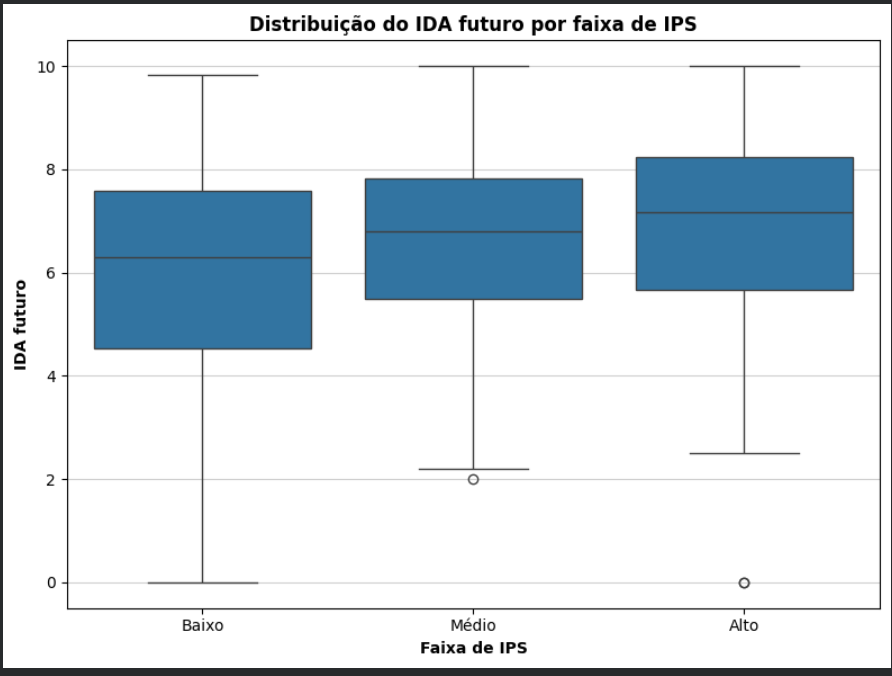 Distribuição do IDA futuro por faixa de IPS
IDA futuro
10
8
6
4
2
0
Baixo Médio Alto
Faixa de IPS